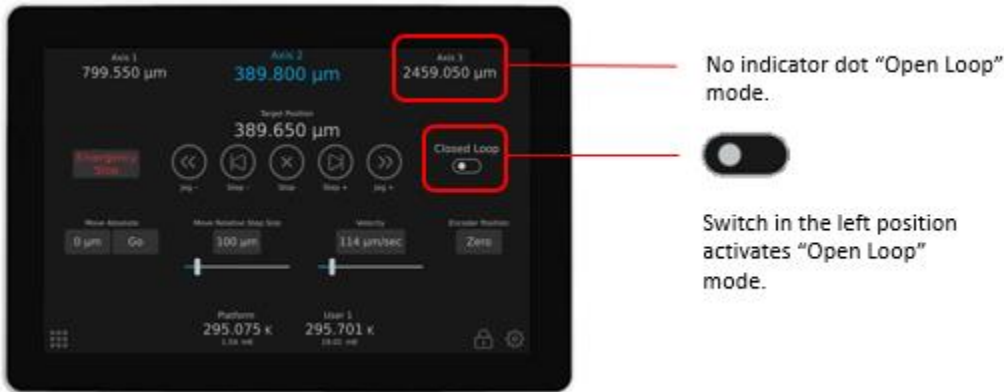 Axis 1
799.550 μm
Axis 2
389.800 μm
Axis 3
2459.050 μm
No indicator dot “Open Loop”
mode.
Target Position
389.650 μm
Emergency
Stop
Closed Loop
Jog -
Step -
Stop
Step +
Jog +
Switch in the left position
activates “Open Loop”
mode.
Move Absolute
0 μm
Go
Move Relative Step Size
100 μm
Velocity
114 μm/sec
Encoder Position
Zero
Platform
295.075 K
User 1
295.701 K